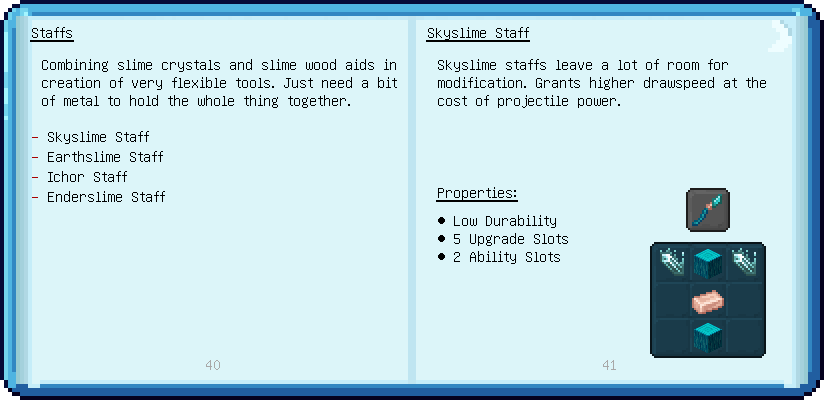 Staffs
Combining slime crystals and slime wood aids in
creation of very flexible tools. Just need a bit
of metal to hold the whole thing together.
- Skyslime Staff
- Earthslime Staff
- Ichor Staff
- Enderslime Staff
40
Skyslime Staff
Skyslime staffs leave a lot of room for
modification. Grants higher drawspeed at the
cost of projectile power.
Properties:
● Low Durability
● 5 Upgrade Slots
● 2 Ability Slots
41